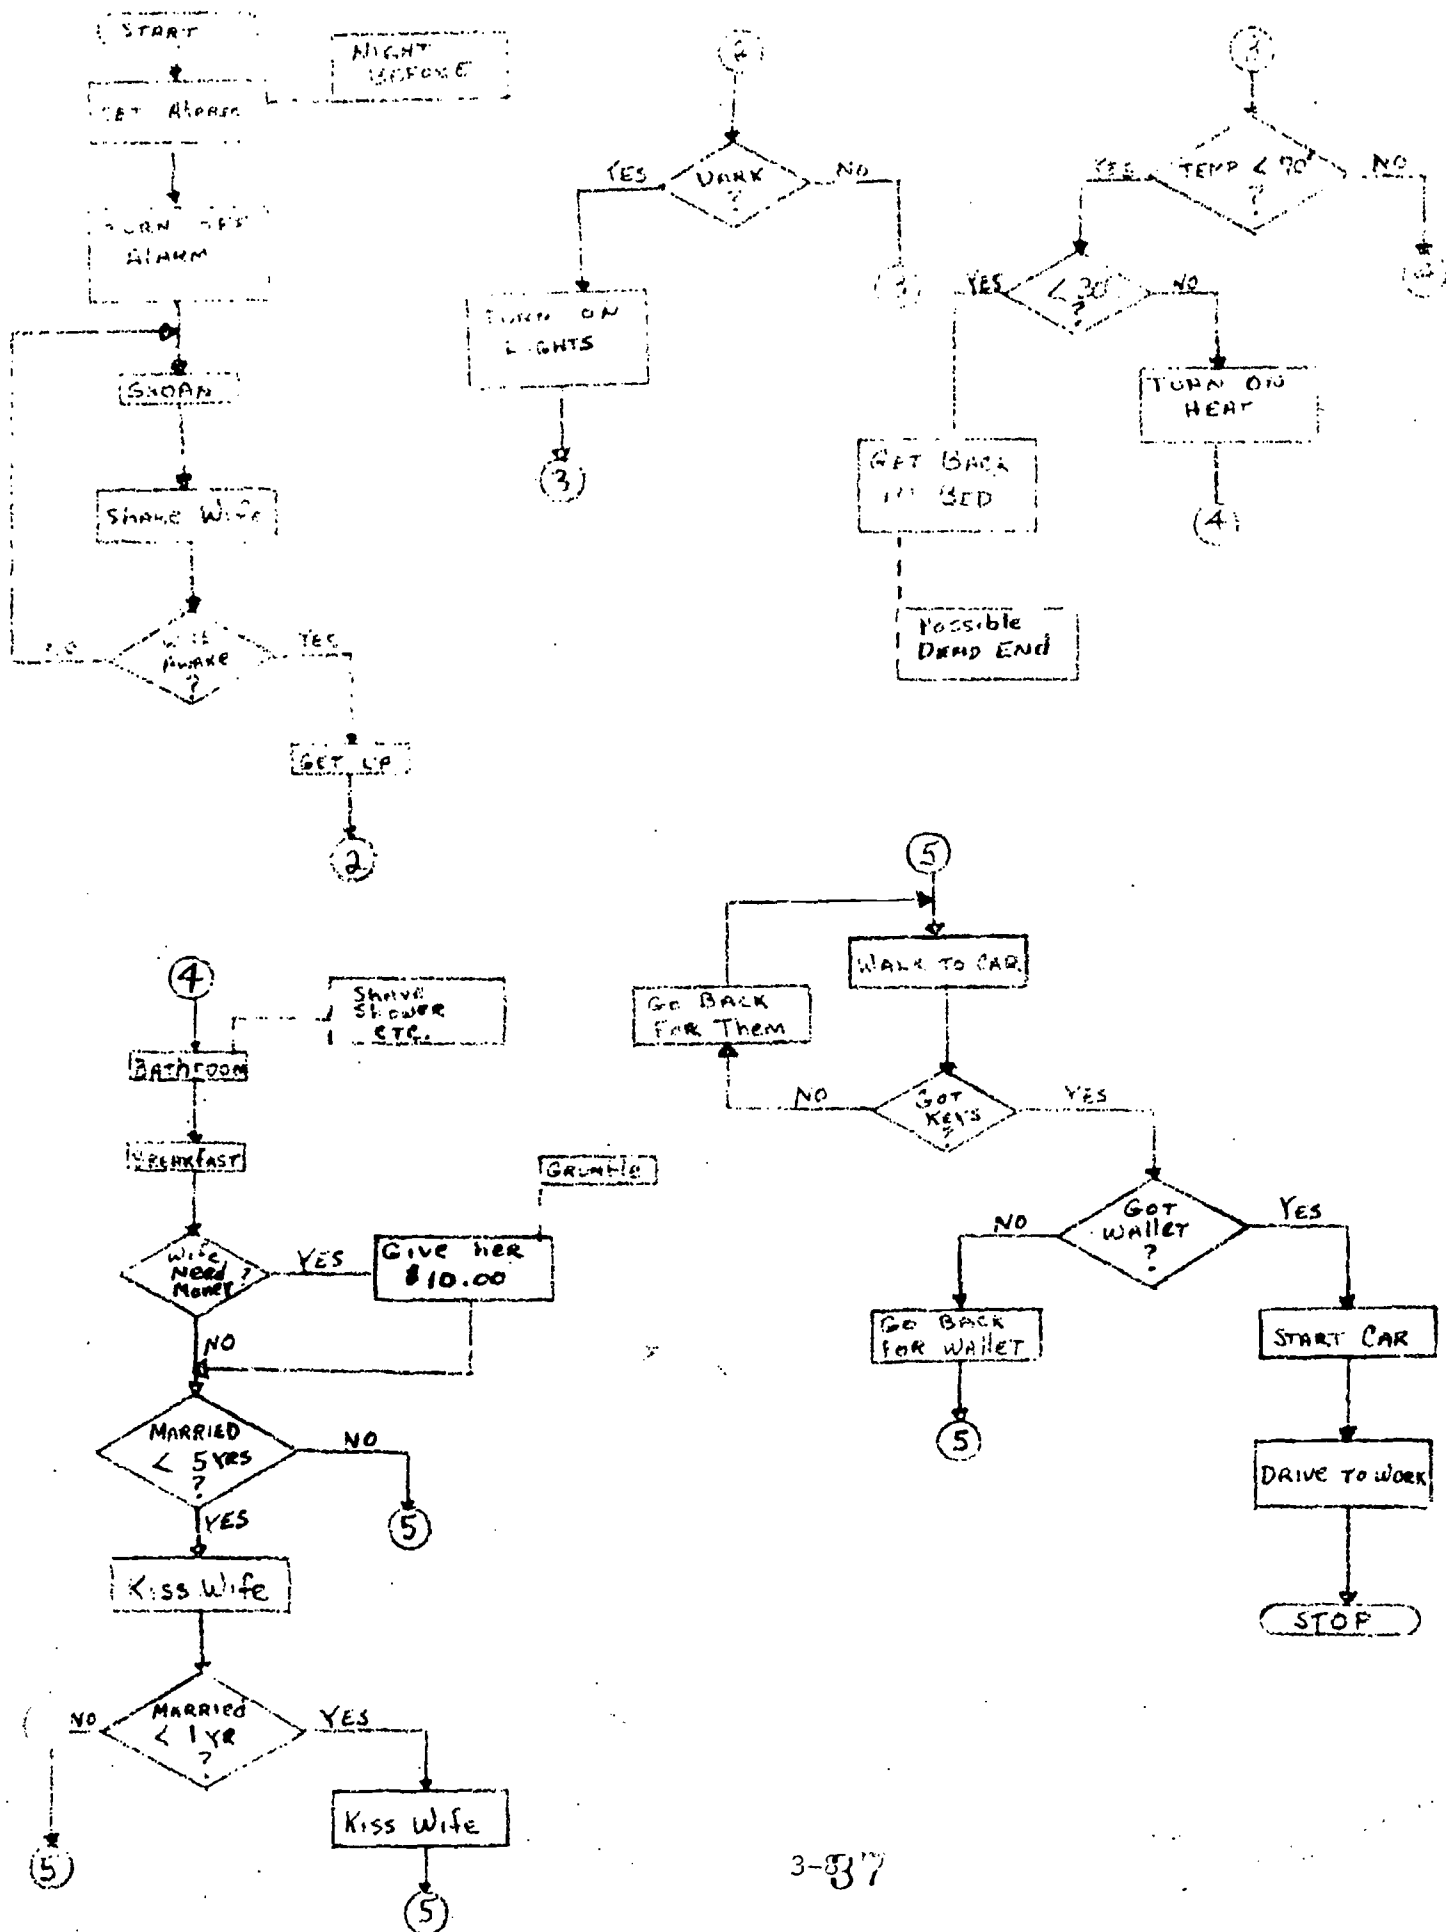 START
NIGHT
BEFORE
SET ALARM
TURN OFF
ALARM
SHAKE WIFE
WIFE
AWAKE
?
NO
YES
GET UP
2
2
DARK
?
YES
NO
TURN ON
LIGHTS
3
3
3
TEMP < 70°
?
YES
NO
4
< 30
?
YES
NO
TURN ON
HEAT
4
GET BACK
IN BED
Possible
DEAD END
4
SHAVE
SHOWER
ETC.
BATHROOM
BREAKFAST
WIFE
Need
Money ?
YES
NO
GRUMBLE
GIVE her
$10.00
MARRIED
< 5 YRS
?
NO
5
YES
Kiss Wife
MARRIED
< 1 YR
?
NO
5
YES
Kiss Wife
5
5
WALK TO CAR
GO BACK
FOR THem
GOT
KEYS
?
NO
YES
GOT
WALLET
?
NO
YES
GO BACK
FOR WALLET
5
START CAR
DRIVE TO WORK
STOP